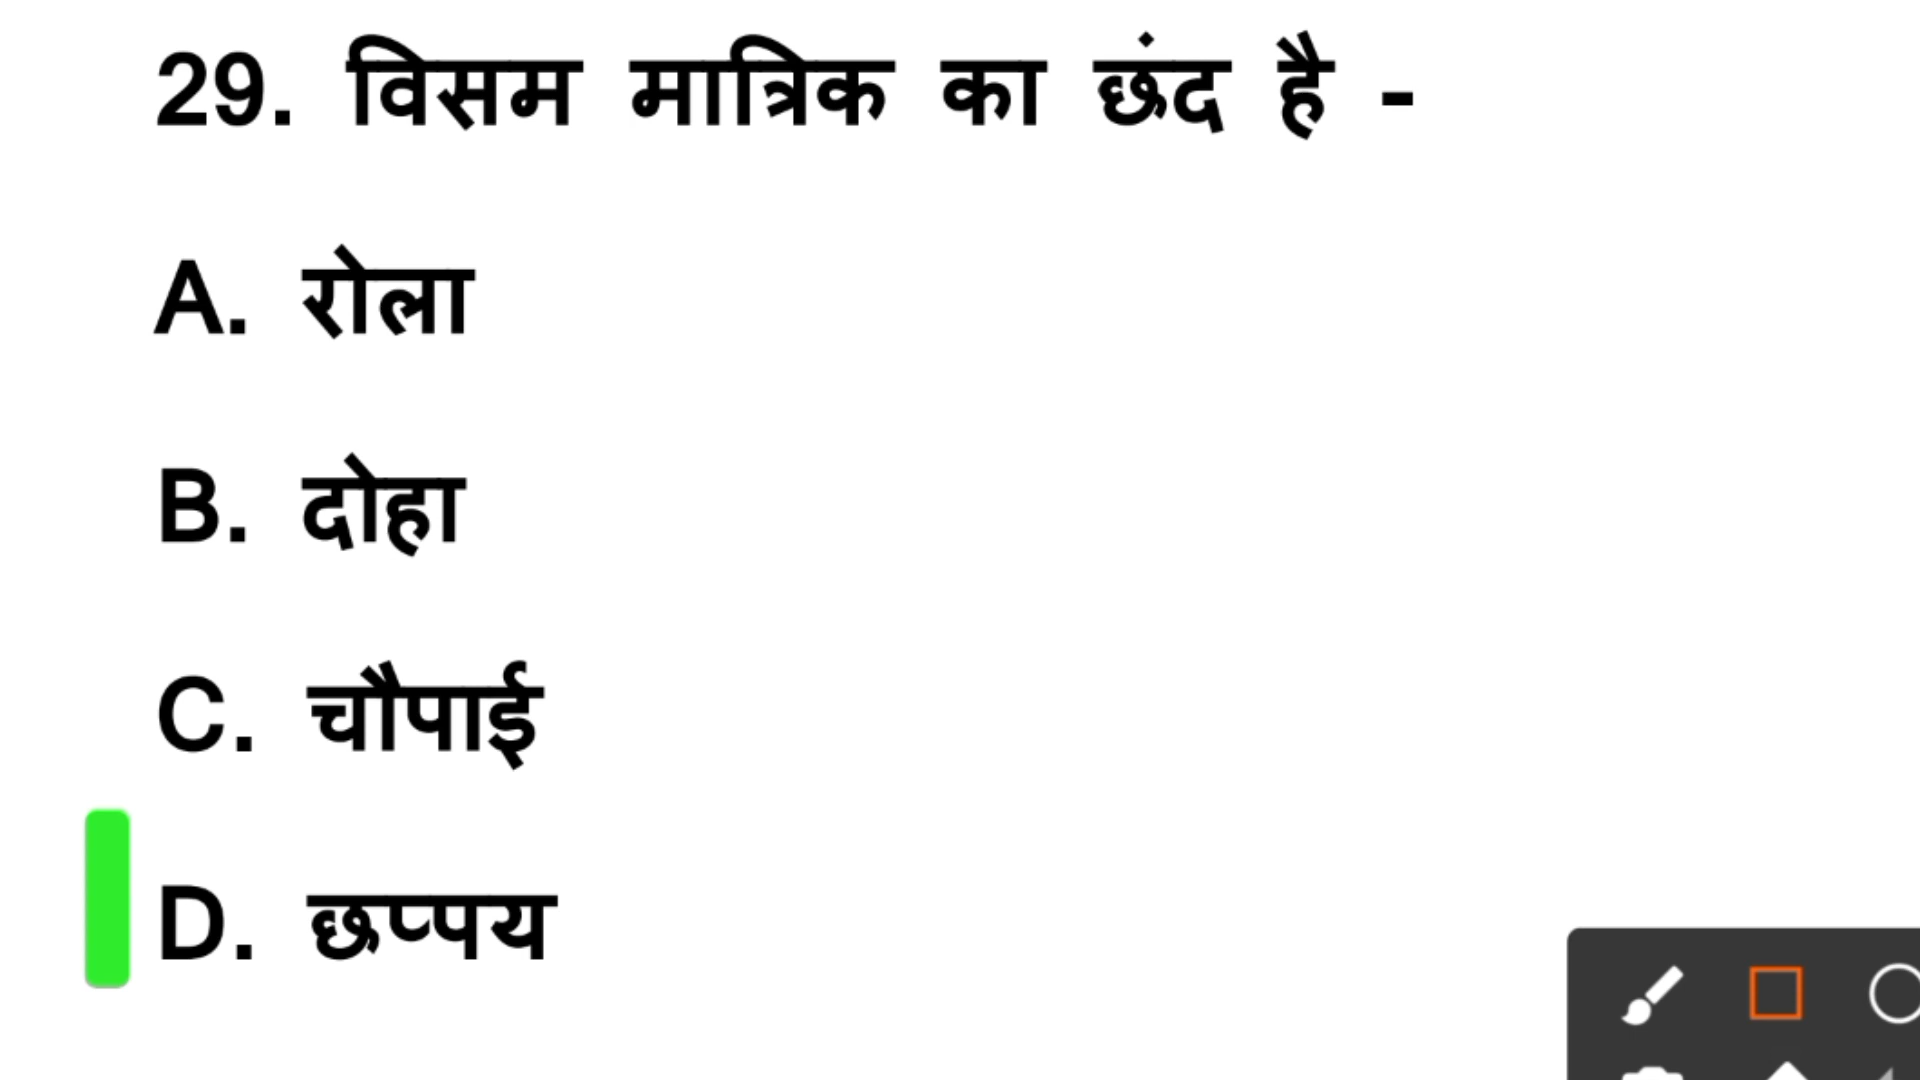 29. विसम मात्रिक का छंद है -
A. रोला
B. दोहा
C. चौपाई
D. छप्पय